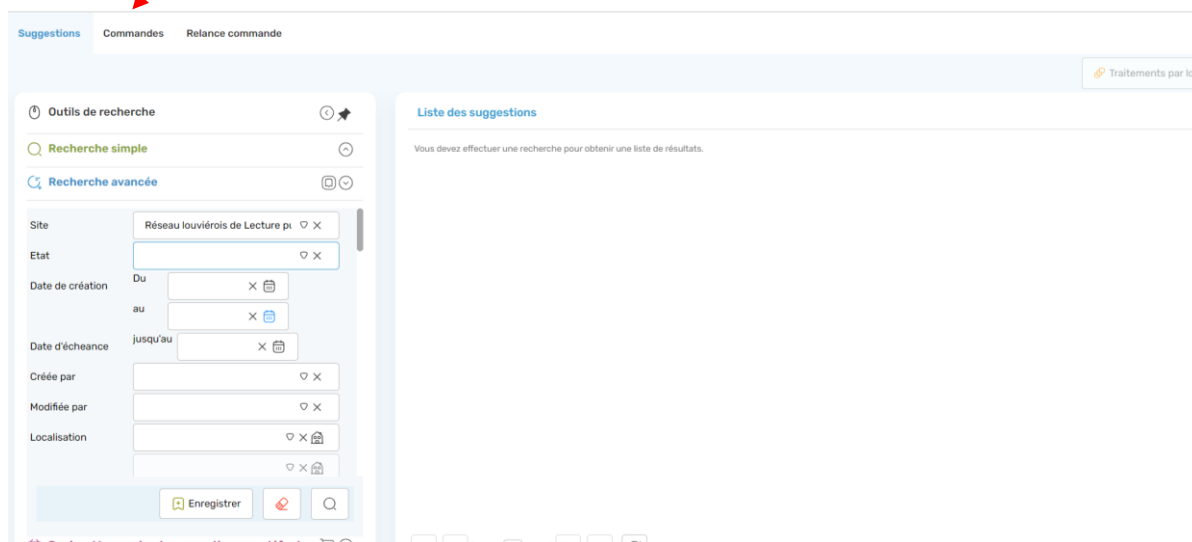 Suggestions Commandes Relance commande
Traitements par lo
Outils de recherche
Recherche simple
Recherche avancée
Site Réseau louviérois de Lecture pu
Etat
Date de création Du
au
Date d'écheance jusqu'au
Créée par
Modifiée par
Localisation
Enregistrer
Liste des suggestions
Vous devez effectuer une recherche pour obtenir une liste de résultats.